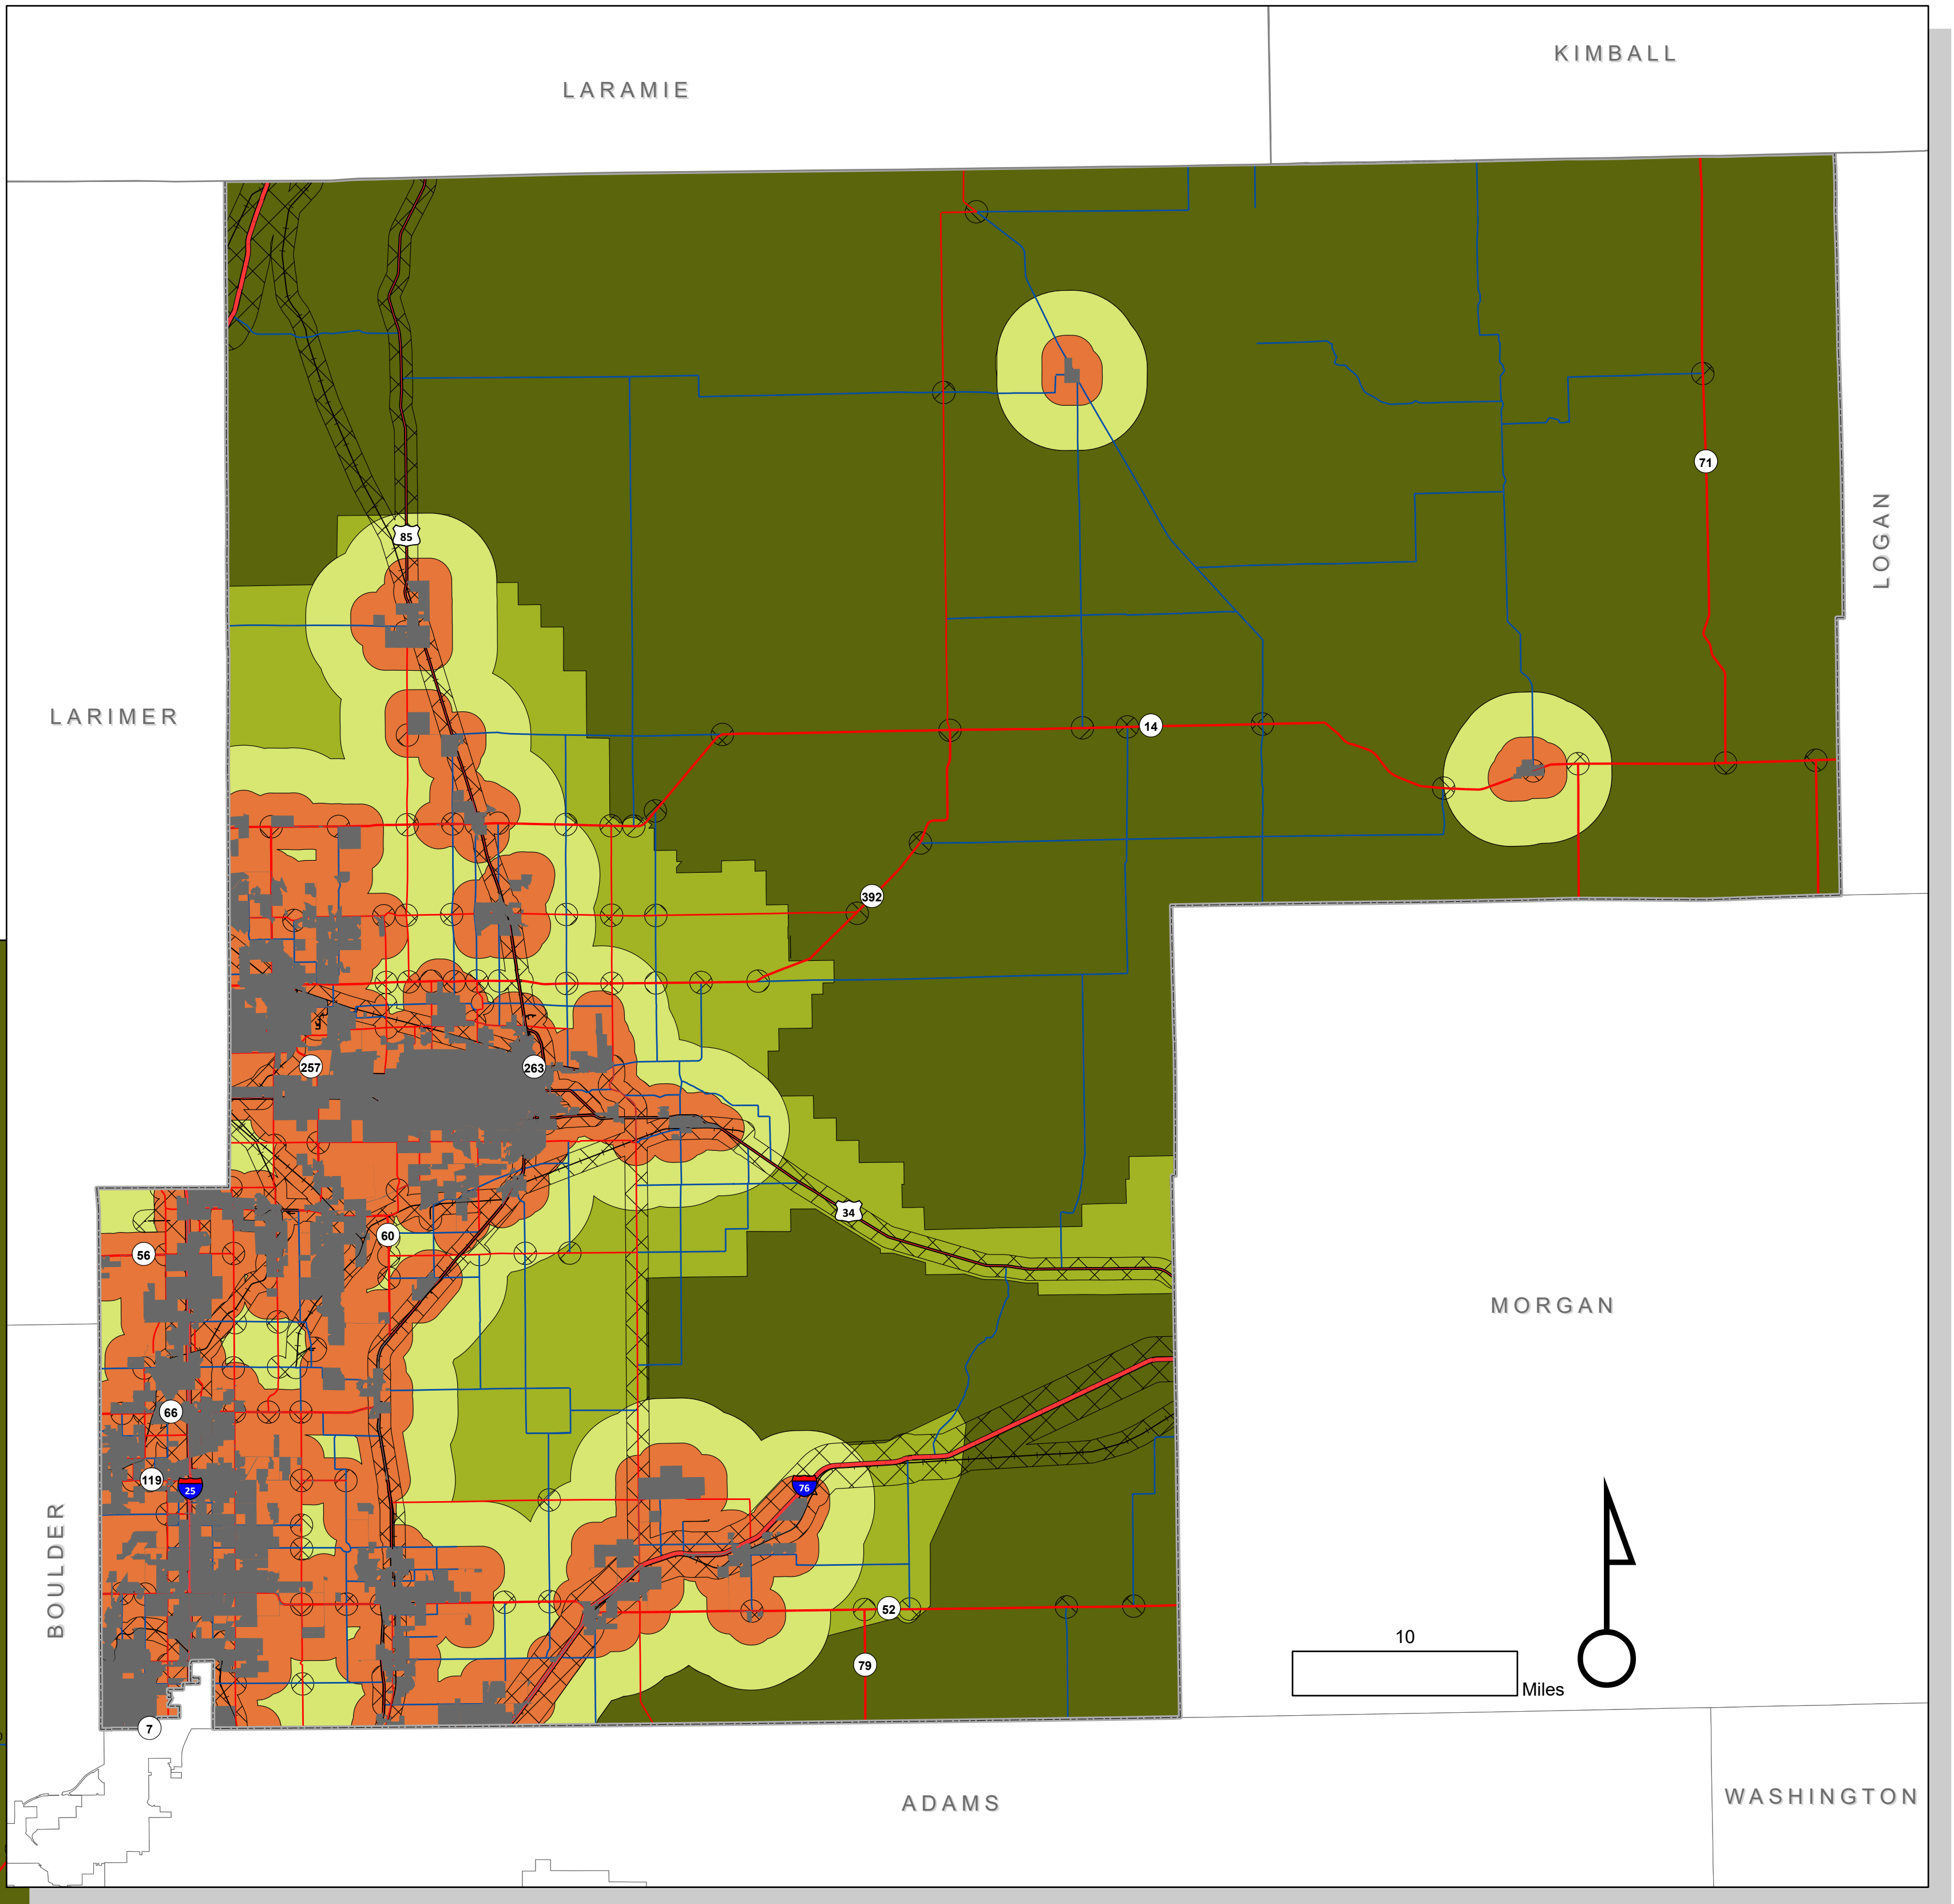 KIMBALL
LARAMIE
71
85
LOGAN
LARIMER
14
392
257
263
34
60
56
MORGAN
66
119
25
76
BOULDER
52
10
79
Miles
7
ADAMS
WASHINGTON